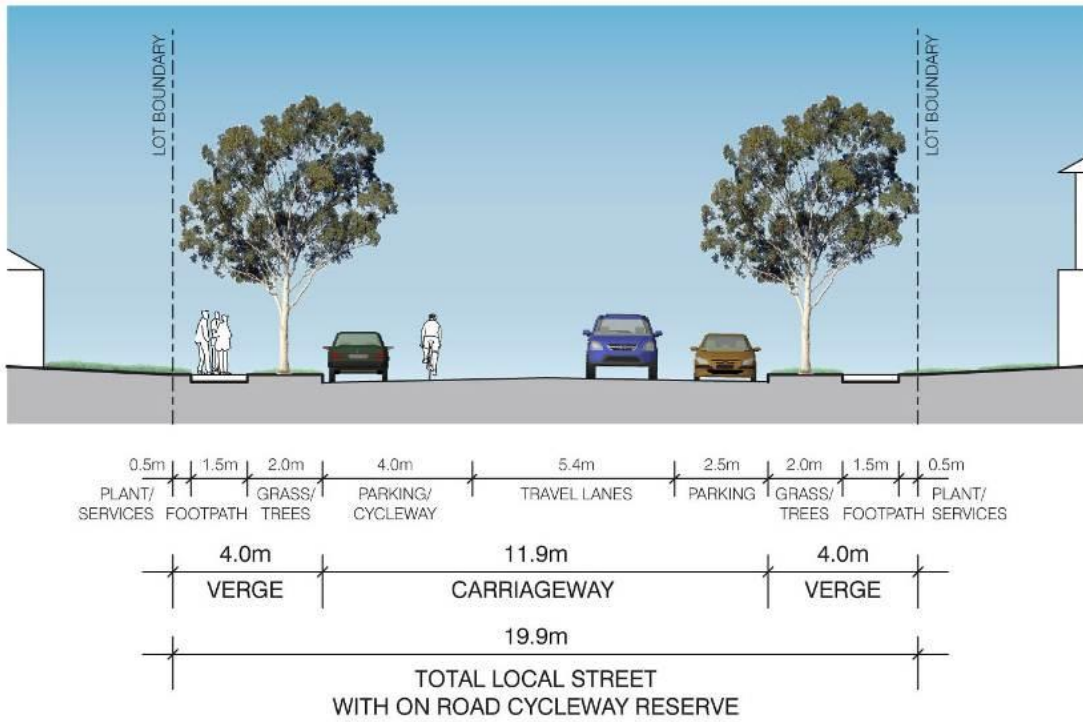 LOT BOUNDARY
LOT BOUNDARY
0.5m 1.5m 2.0m 4.0m 5.4m 2.5m 2.0m 1.5m 0.5m
PLANT/ GRASS/ PARKING/ TRAVEL LANES PARKING GRASS/ PLANT/
SERVICES FOOTPATH TREES CYCLEWAY TREES FOOTPATH SERVICES
4.0m 11.9m 4.0m
VERGE CARRIAGEWAY VERGE
19.9m
TOTAL LOCAL STREET
WITH ON ROAD CYCLEWAY RESERVE